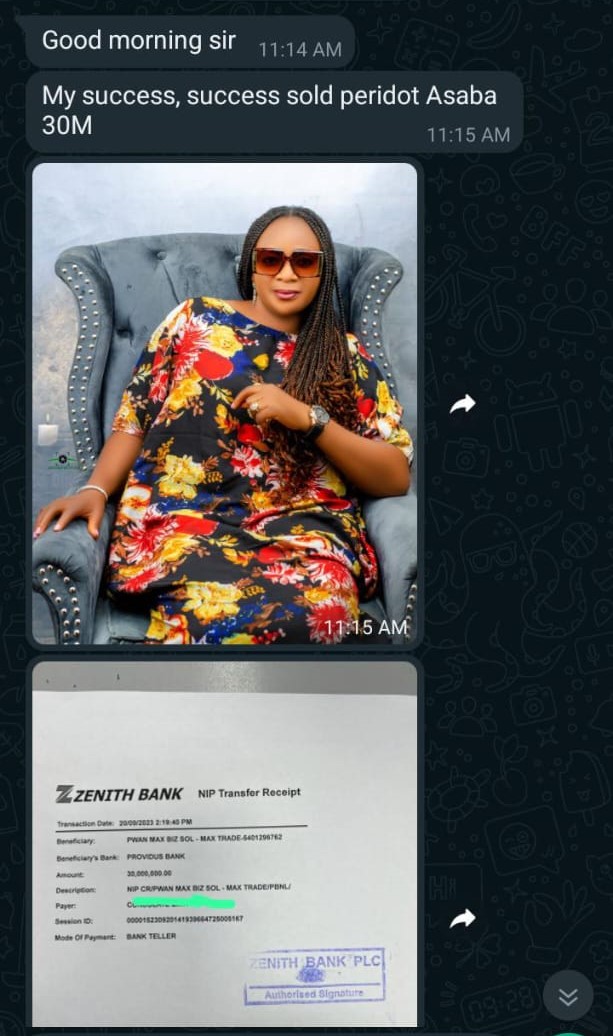 Good morning sir 11:14 AM
My success, success sold peridot Asaba
30M 11:15 AM
11:15 AM
ZENITH BANK NIP Transfer Receipt
Transaction Date: 20/09/2023 2:19:40 PM
Beneficiary: PWAN MAX BIZ SOL - MAX TRADE-5401296762
Beneficiary's Bank: PROVIDUS BANK
Amount: 30,000,000.00
Description: NIP CR/PWAN MAX BIZ SOL - MAX TRADE/PBNL/
Payer:
Session ID:
Mode Of Payment: BANK TELLER
ZENITH BANK PLC
Authorised Signature